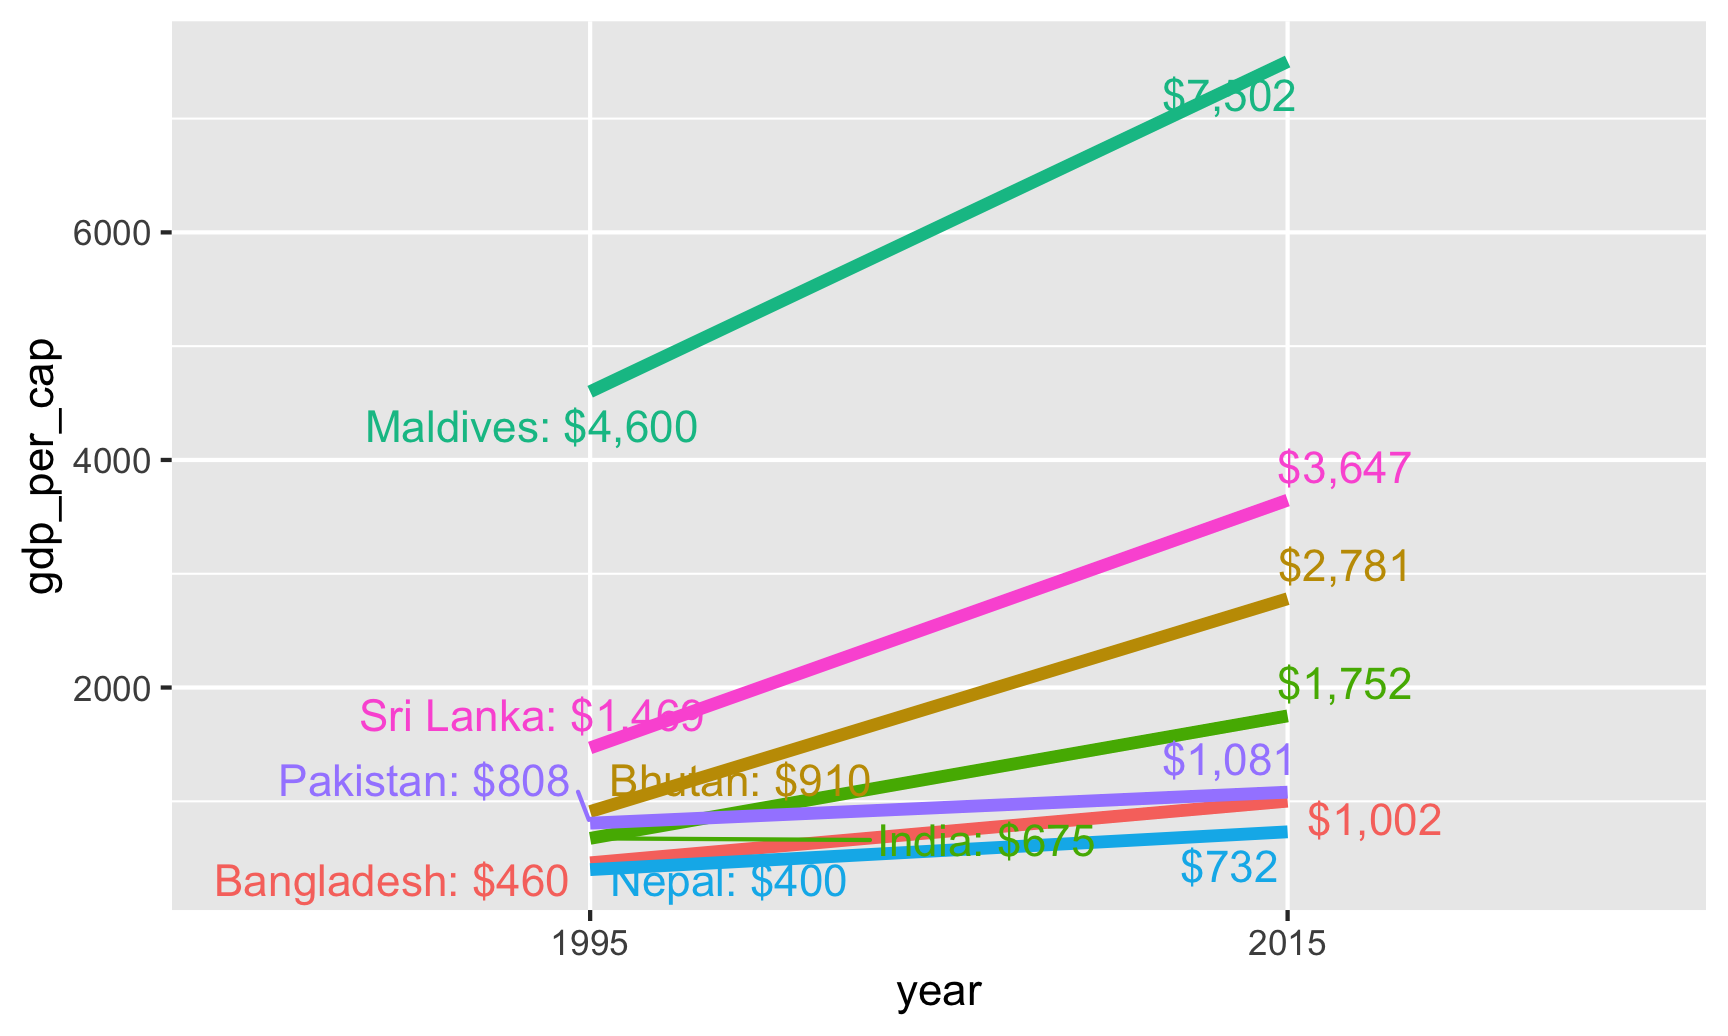 $7,502
6000
Maldives: $4,600
4000
$3,647
$2,781
2000
$1,752
Sri Lanka: $1,469
$1,081
Pakistan: $808
Bhutan: $910
$1,002
India: $675
$732
Bangladesh: $460
Nepal: $400
gdp_per_cap
1995
2015
year